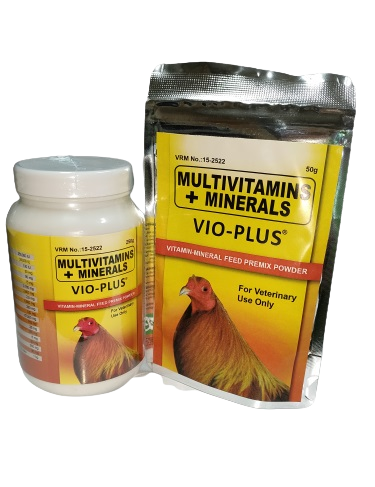 VRM No.:15-2522
250g
MULTIVITAMINS
+ MINERALS
VIO-PLUS®
VITAMIN-MINERAL FEED PREMIX POWDER
For Veterinary
Use Only
VRM No.:15-2522
50g
MULTIVITAMINS
+ MINERALS
VIO-PLUS®
VITAMIN-MINERAL FEED PREMIX POWDER
For Veterinary
Use Only